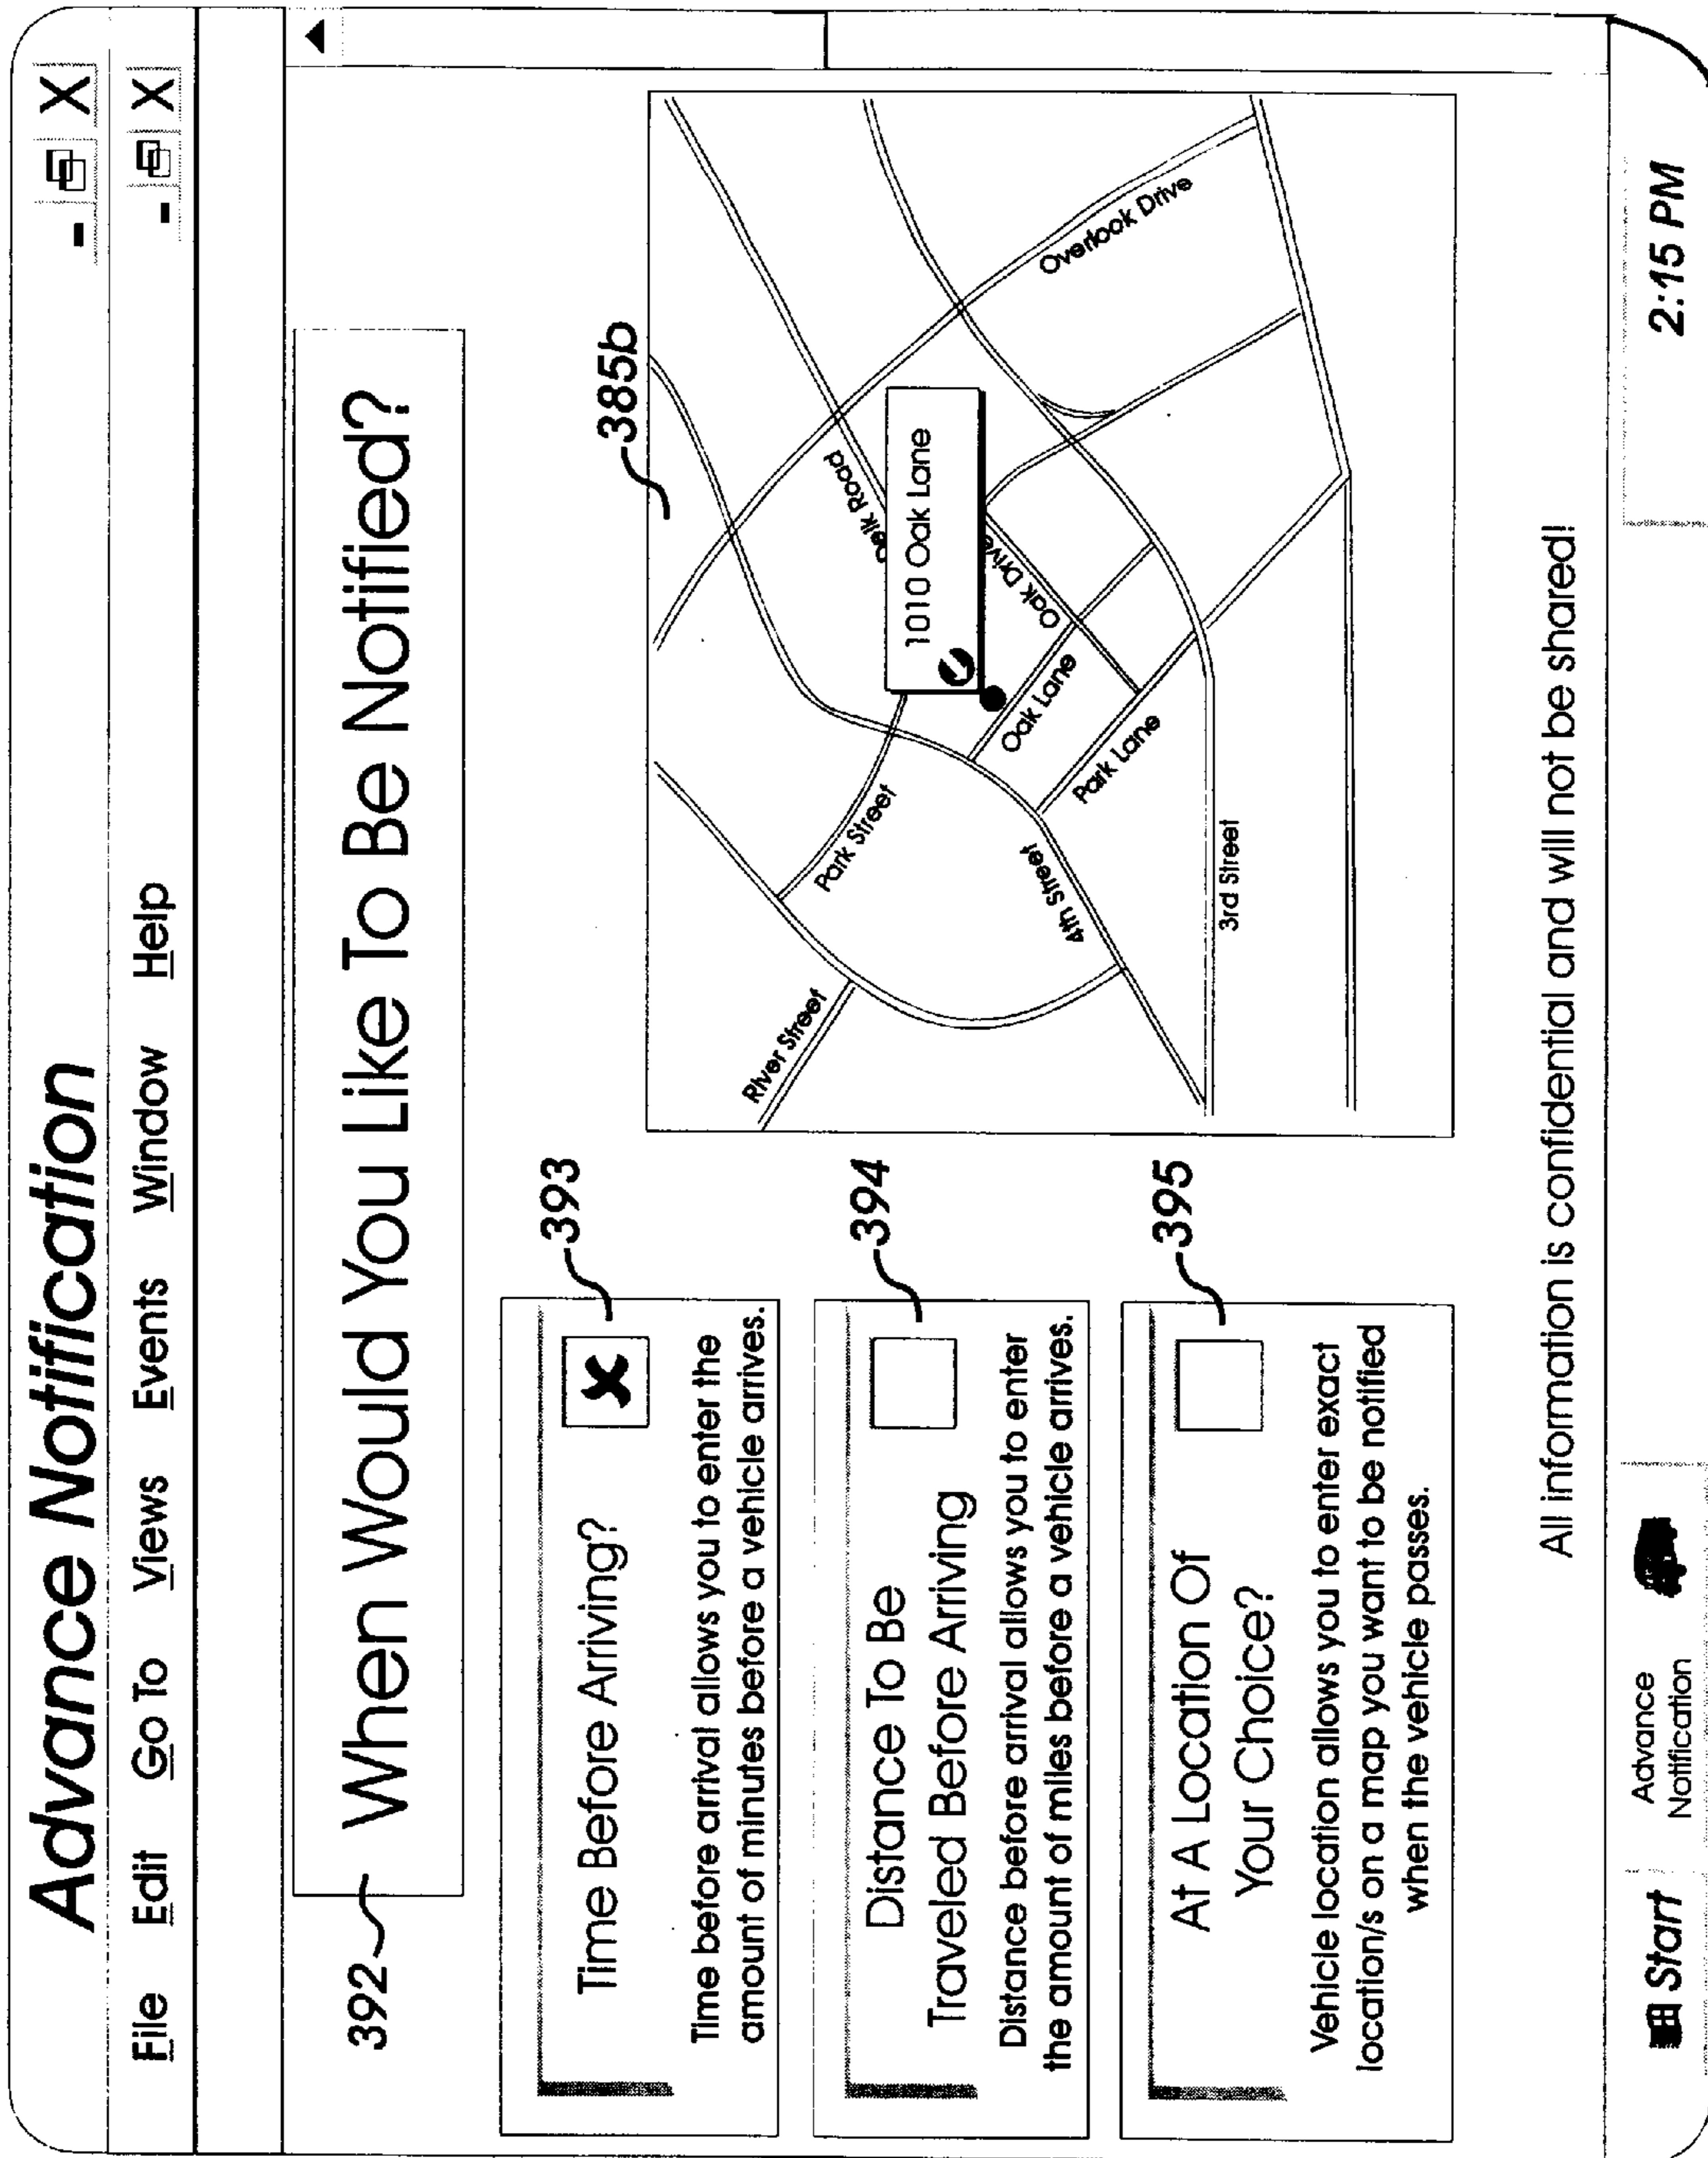 Advance Notification
File Edit Go To Views Events Window Help
392
When Would You Like To Be Notified?
Time Before Arriving?
393
Time before arrival allows you to enter the
amount of minutes before a vehicle arrives.
Distance To Be
Traveled Before Arriving
394
Distance before arrival allows you to enter
the amount of miles before a vehicle arrives.
At A Location Of
Your Choice?
395
Vehicle location allows you to enter exact
location/s on a map you want to be notified
when the vehicle passes.
385b
River Street
Park Street
Road
1010 Oak Lane
Oak Drive
Oak Lane
4th Street
Park Lane
Overlook Drive
3rd Street
All information is confidential and will not be shared!
Start
Advance
Notification
2:15 PM